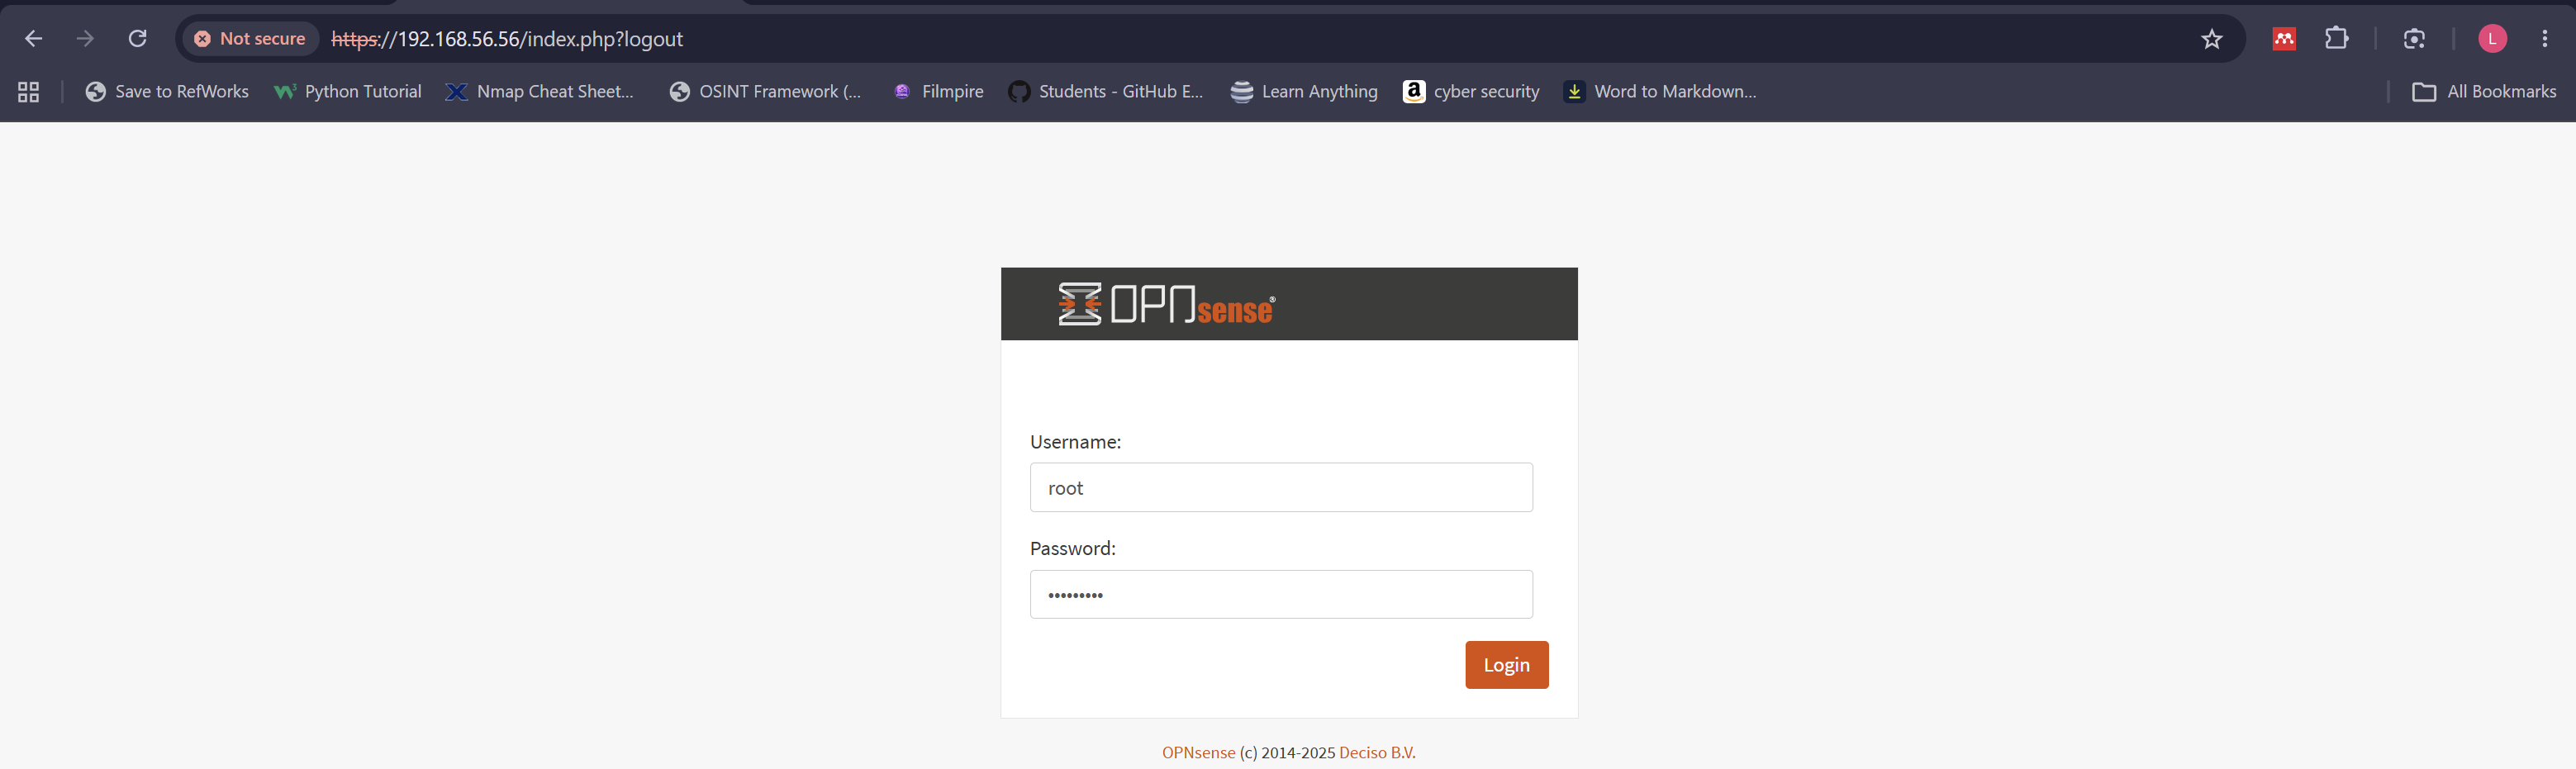 Not secure https://192.168.56.56/index.php?logout L
Save to RefWorks Python Tutorial Nmap Cheat Sheet... OSINT Framework (... Filmpire Students - GitHub E... Learn Anything cyber security Word to Markdown... All Bookmarks
OPNsense®
Username:
root
Password:
•••••••••
Login
OPNsense (c) 2014-2025 Deciso B.V.